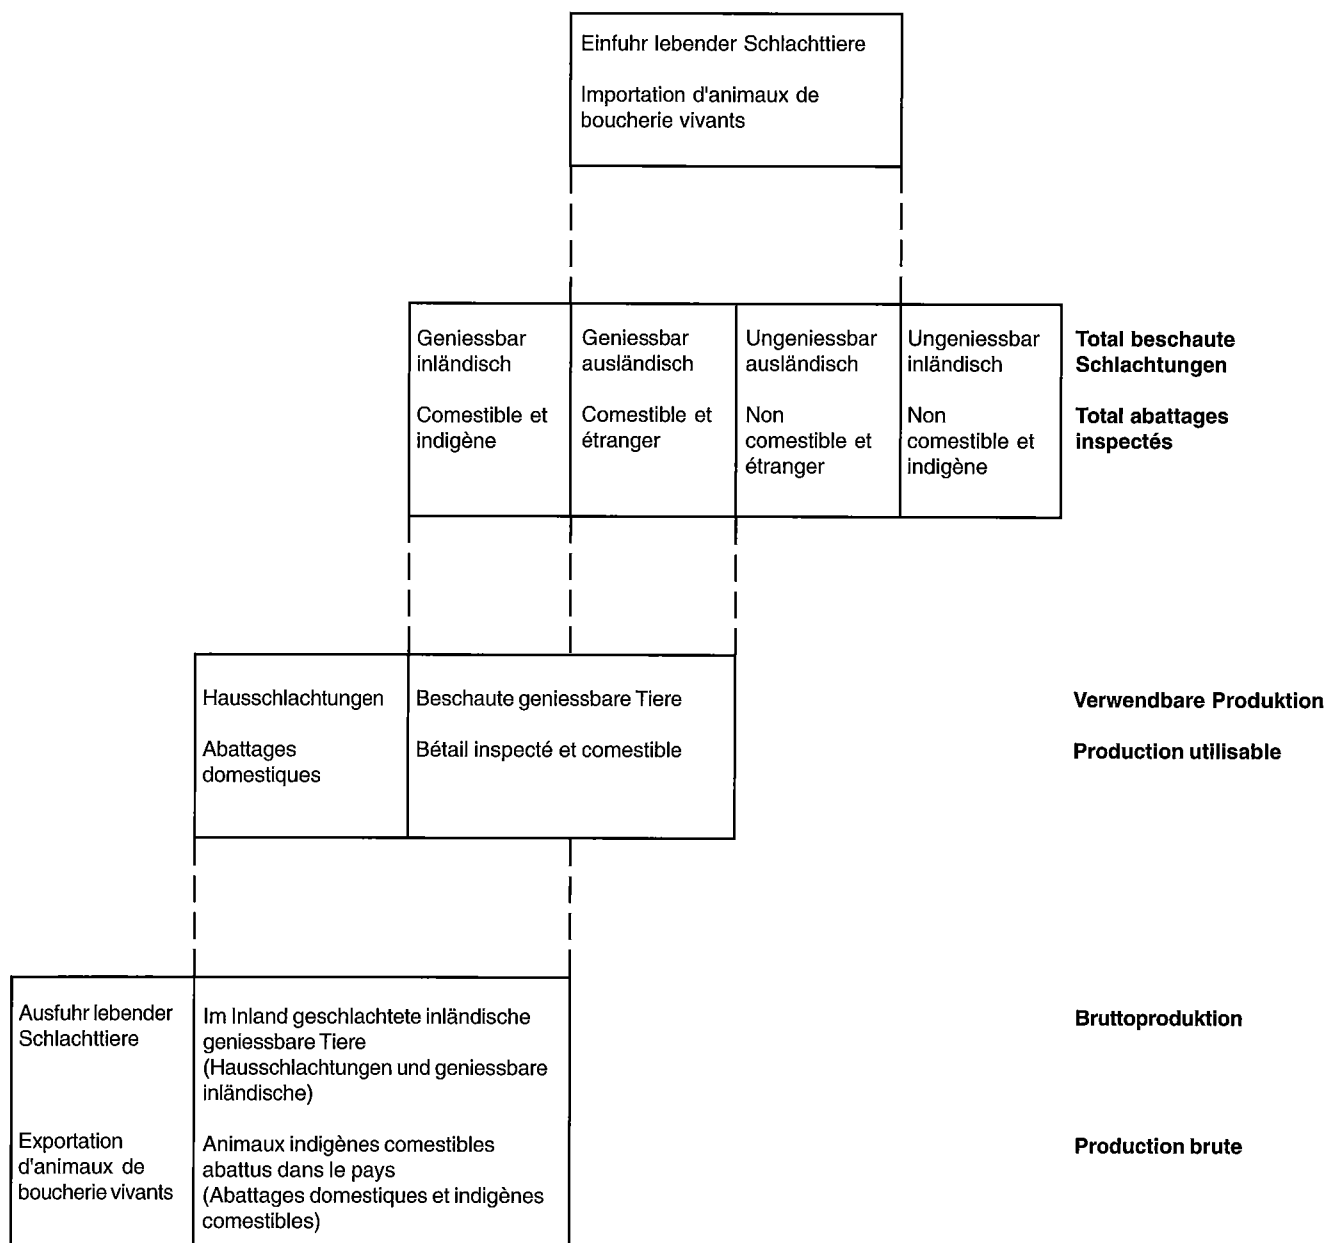 Einfuhr lebender Schlachttiere
Importation d'animaux de
boucherie vivants
Geniessbar
inländisch
Comestible et
indigène
Geniessbar
ausländisch
Comestible et
étranger
Ungeniessbar
ausländisch
Non
comestible et
étranger
Ungeniessbar
inländisch
Non
comestible et
indigène
Total beschaute
Schlachtungen
Total abattages
inspectés
Hausschlachtungen
Abattages
domestiques
Beschaute geniessbare Tiere
Bétail inspecté et comestible
Verwendbare Produktion
Production utilisable
Ausfuhr lebender
Schlachttiere
Exportation
d'animaux de
boucherie vivants
Im Inland geschlachtete inländische
geniessbare Tiere
(Hausschlachtungen und geniessbare
inländische)
Animaux indigènes comestibles
abattus dans le pays
(Abattages domestiques et indigènes
comestibles)
Bruttoproduktion
Production brute